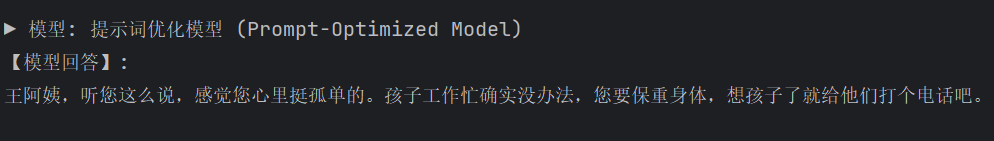 ▶ 模型: 提示词优化模型 (Prompt-Optimized Model)
【模型回答】:
王阿姨，听您这么说，感觉您心里挺孤单的。孩子工作忙确实没办法，您要保重身体，想孩子了就给他们打个电话吧。